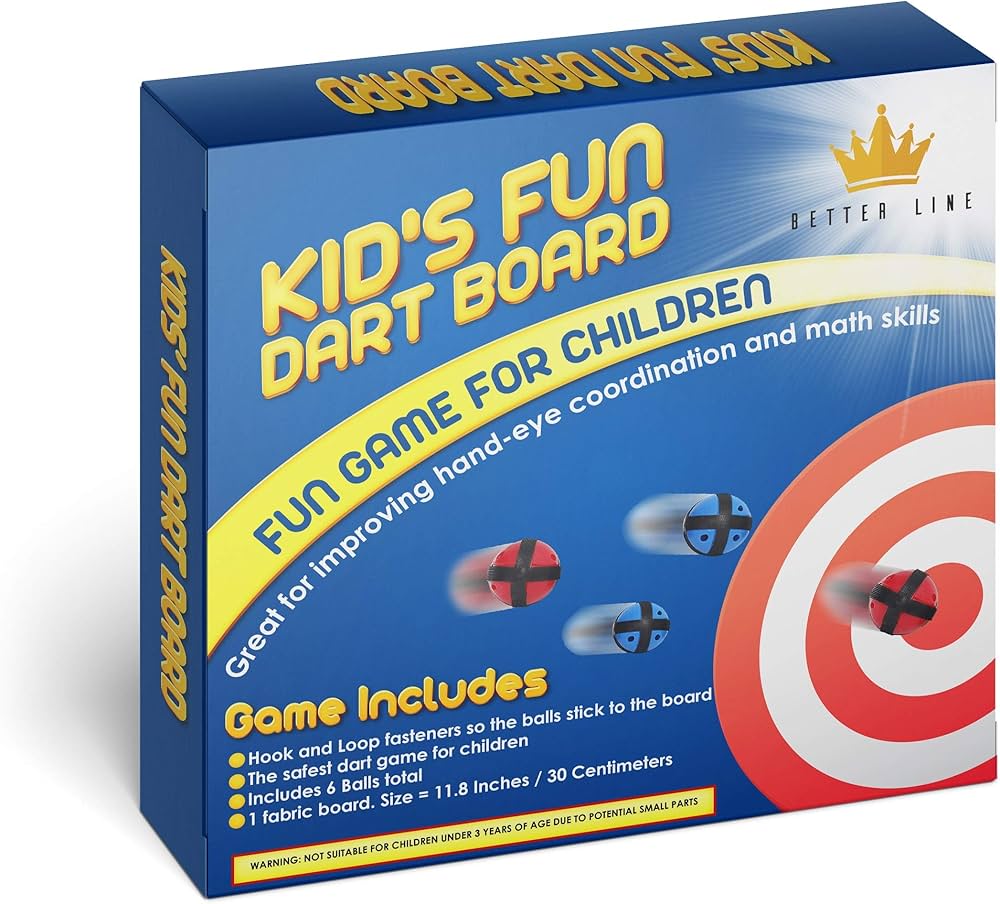 KIDS' FUN DART BOARD
BETTER LINE
KID'S FUN
DART BOARD
FUN GAME FOR CHILDREN
Great for improving hand-eye coordination and math skills
KIDS' FUN DART BOARD
Game Includes
Hook and Loop fasteners so the balls stick to the board
The safest dart game for children
Includes 6 Balls total
1 fabric board. Size = 11.8 Inches / 30 Centimeters
WARNING: NOT SUITABLE FOR CHILDREN UNDER 3 YEARS OF AGE DUE TO POTENTIAL SMALL PARTS